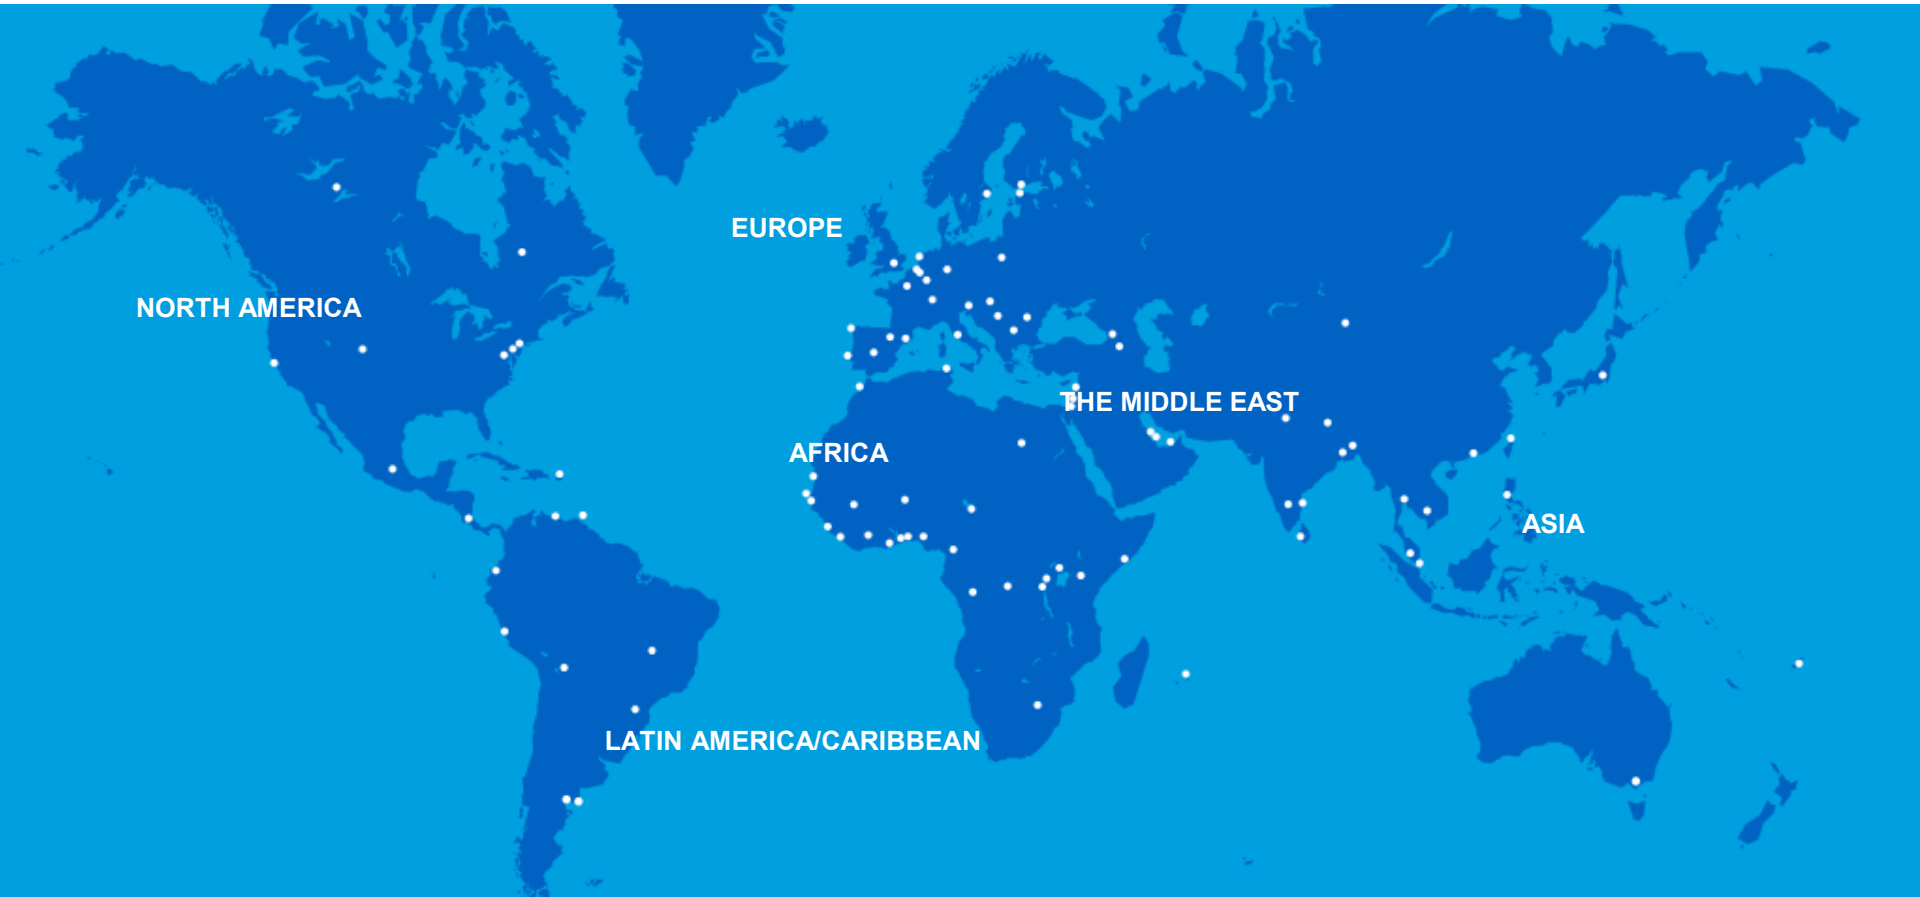 EUROPE
NORTH AMERICA
THE MIDDLE EAST
AFRICA
ASIA
LATIN AMERICA/CARIBBEAN